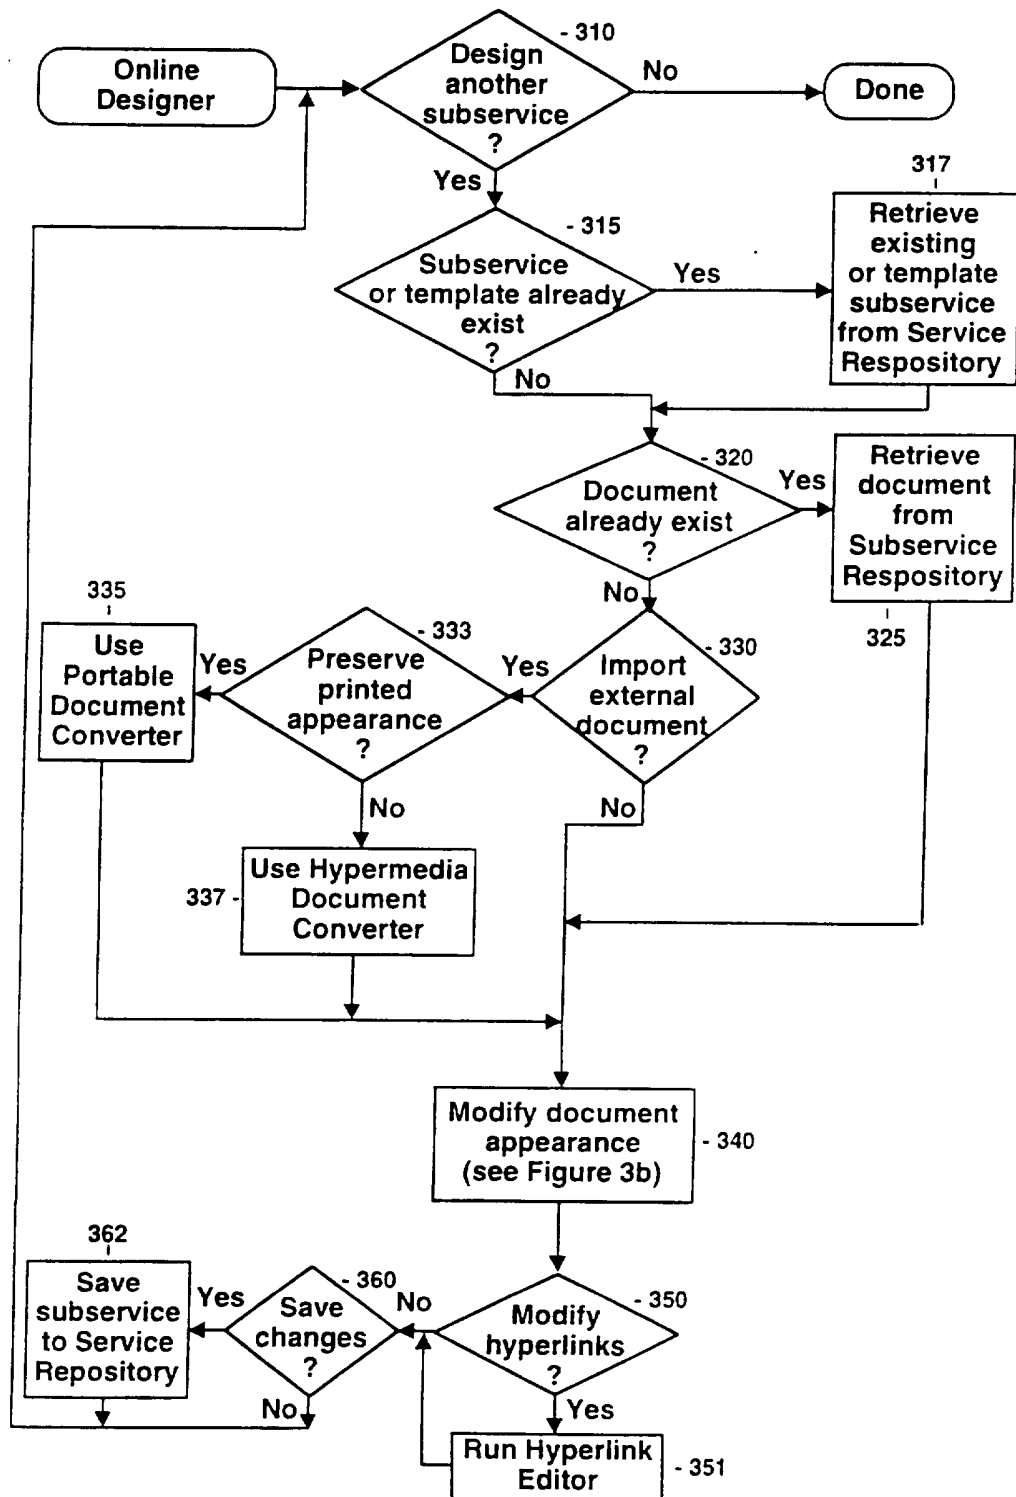 Online
Designer
- 310
Design
another
subservice
?
No
Done
Yes
317
Retrieve
existing
or template
subservice
from Service
Respository
- 315
Subservice
or template already
exist
?
Yes
No
- 320
Document
already exist
?
Yes
Retrieve
document
from
Subservice
Respository
325
No
335
Use
Portable
Document
Converter
Yes
- 333
Preserve
printed
appearance
?
Yes
- 330
Import
external
document
?
No
No
337 -
Use Hypermedia
Document
Converter
Modify document
appearance
(see Figure 3b)
- 340
362
Save
subservice
to Service
Repository
Yes
- 360
Save
changes
?
No
No
- 350
Modify
hyperlinks
?
Yes
Run Hyperlink
Editor
- 351